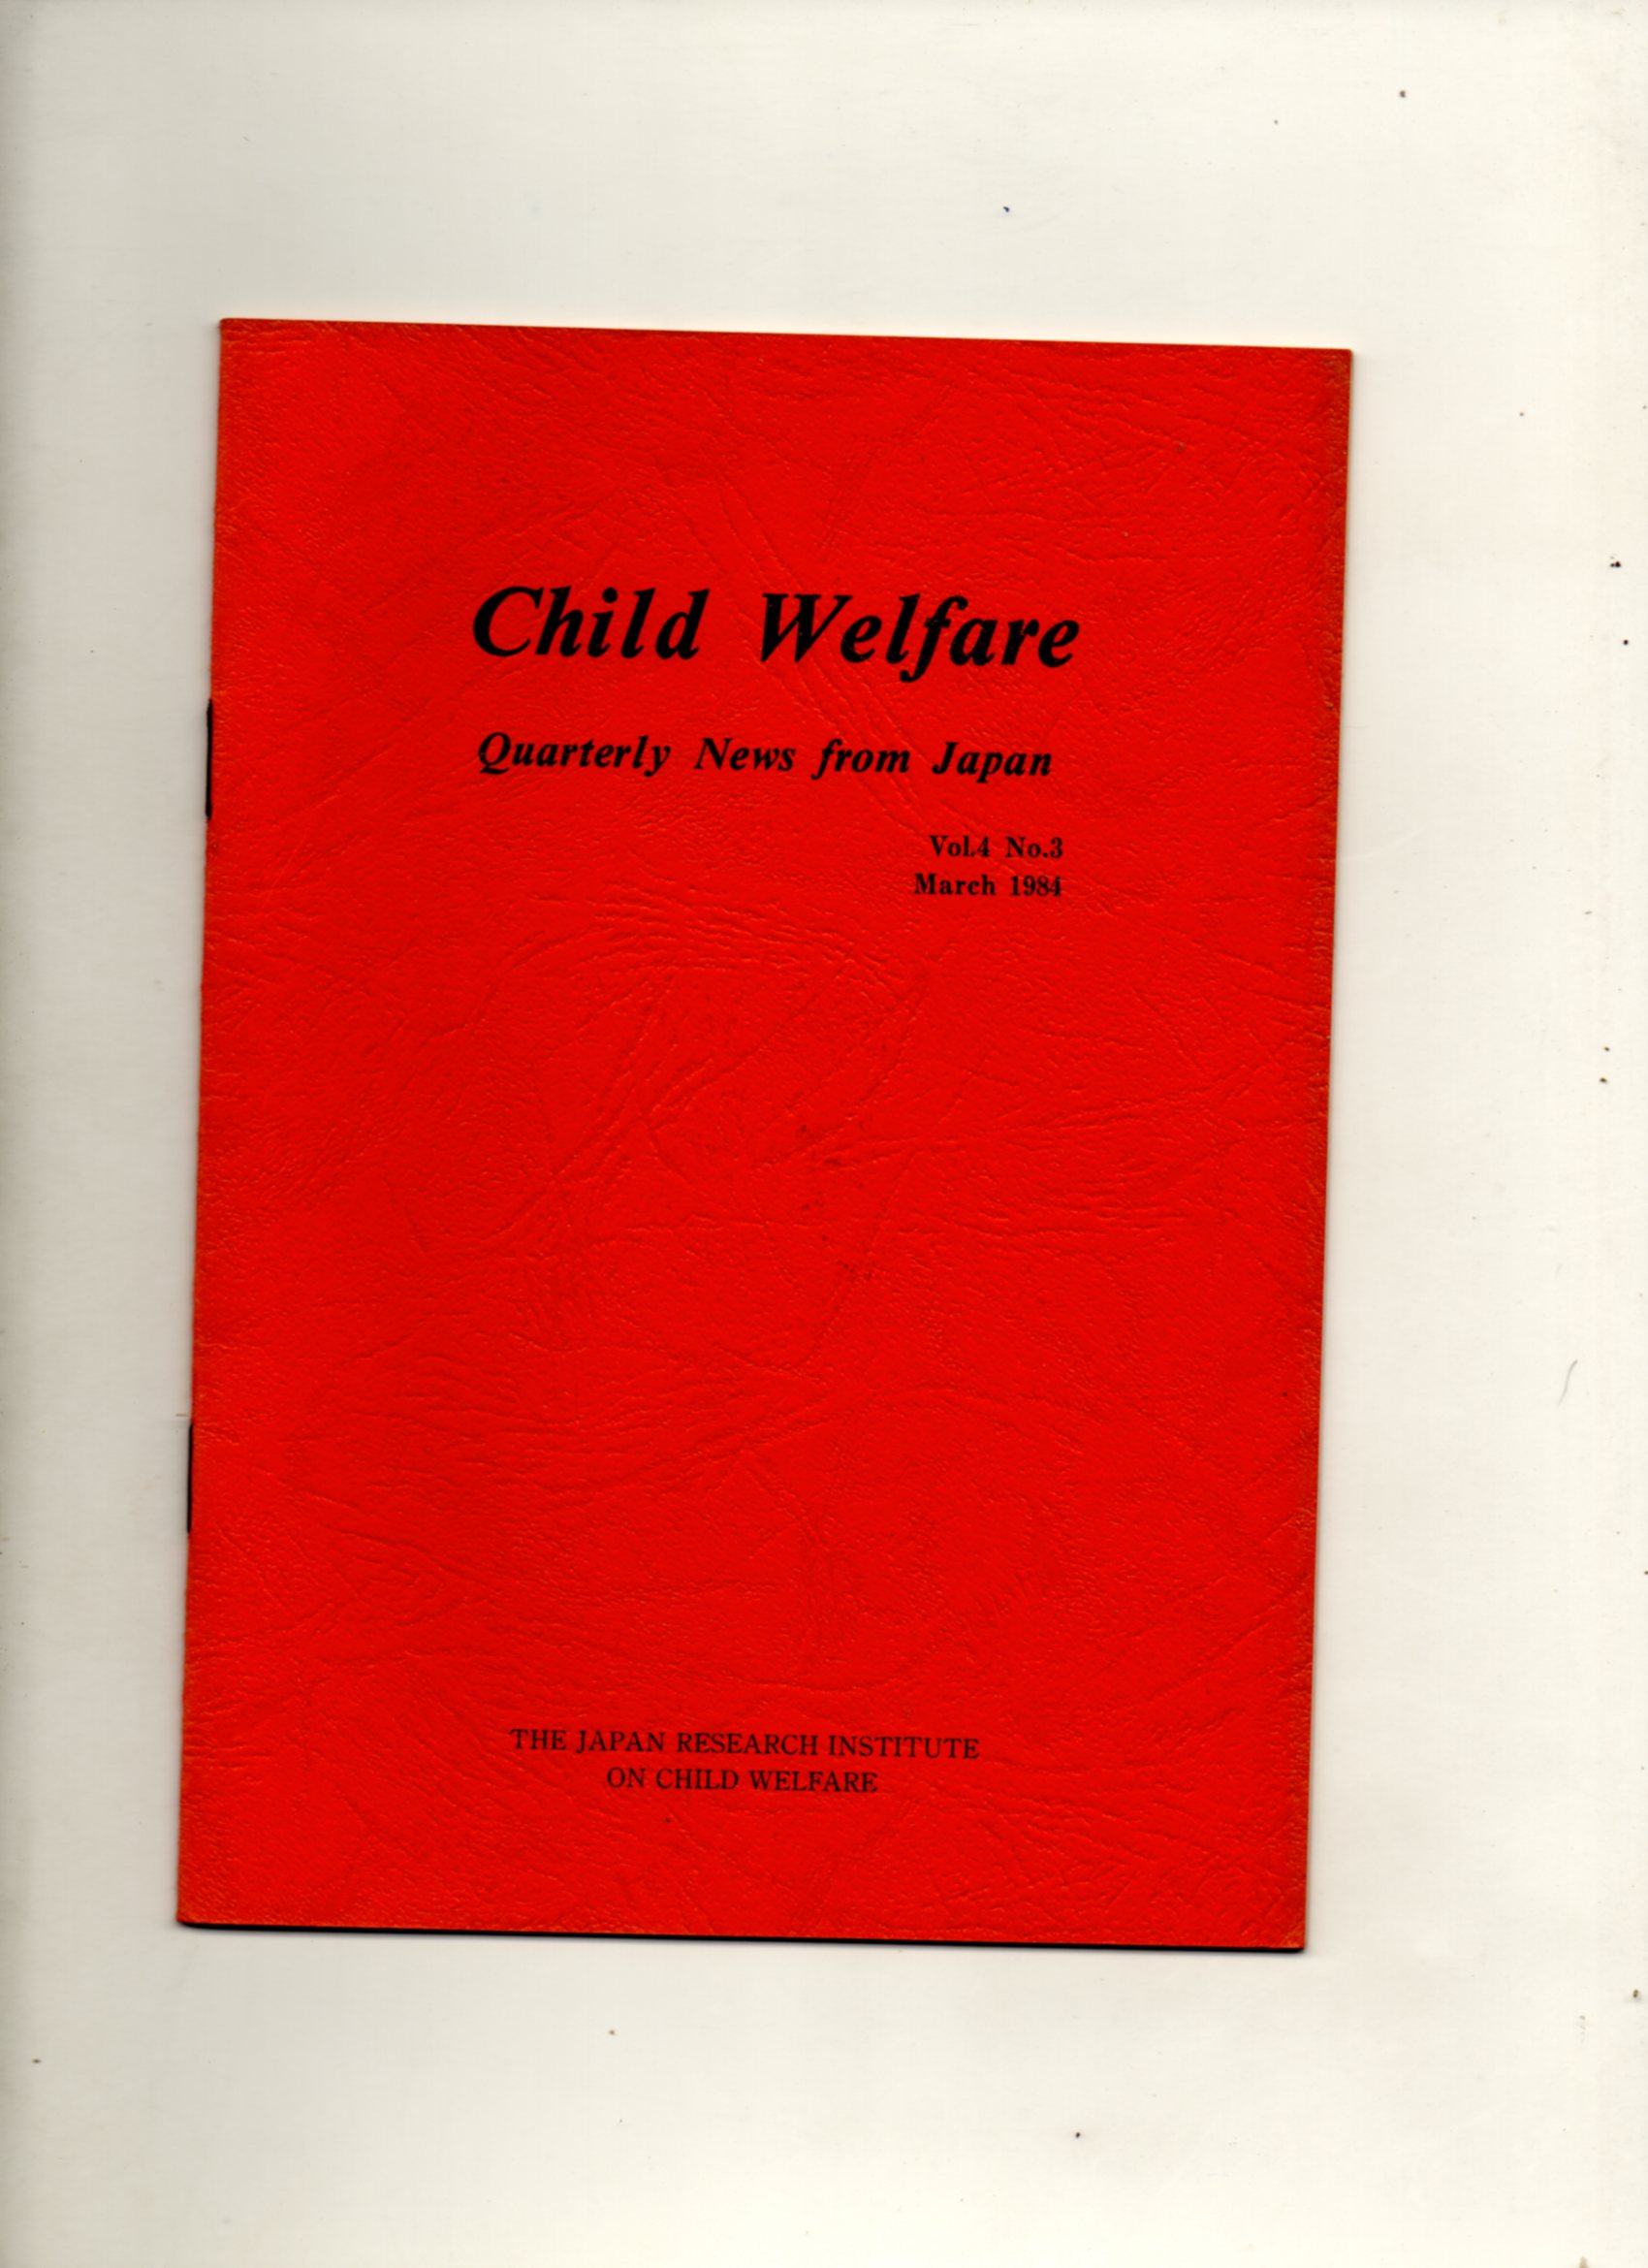 Child Welfare
Quarterly News from Japan
Vol.4 No.3
March 1984
THE JAPAN RESEARCH INSTITUTE
ON CHILD WELFARE